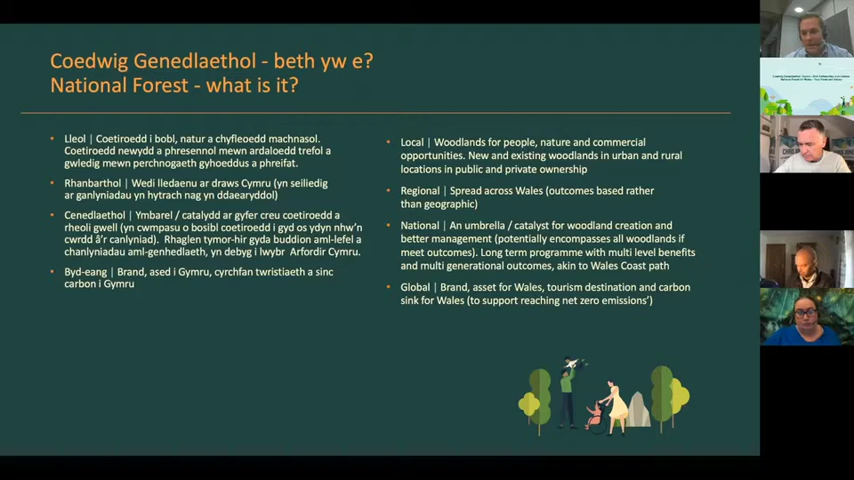 Coedwig Genedlaethol - beth yw e?
National Forest - what is it?
Lleol | Coetiroedd i bobl, natur a chyfleoedd machnasol.
Coetiroedd newydd a phresennol mewn ardaloedd trefol a
gwledig mewn perchnogaeth gyhoeddus a phreifat.
Rhanbarthol | Wedi lledaenu ar draws Cymru (yn seiliedig
ar ganlyniadau yn hytrach nag yn ddaearyddol)
Cenedlaethol | Ymbarel / catalydd ar gyfer creu coetiroedd a
rheoli gwell (yn cwmpasu o bosibl coetiroedd i gyd os ydyn nhw'n
cwrdd â'r canlyniad). Rhaglen tymor-hir gyda buddion aml-lefel a
chanlyniadau aml-genhedlaeth, yn debyg i lwybr Arfordir Cymru.
Byd-eang | Brand, ased i Gymru, cyrchfan twristiaeth a sinc
carbon i Gymru
Local | Woodlands for people, nature and commercial
opportunities. New and existing woodlands in urban and rural
locations in public and private ownership
Regional | Spread across Wales (outcomes based rather
than geographic)
National | An umbrella / catalyst for woodland creation and
better management (potentially encompasses all woodlands if
meet outcomes). Long term programme with multi level benefits
and multi generational outcomes, akin to Wales Coast path
Global | Brand, asset for Wales, tourism destination and carbon
sink for Wales (to support reaching net zero emissions')